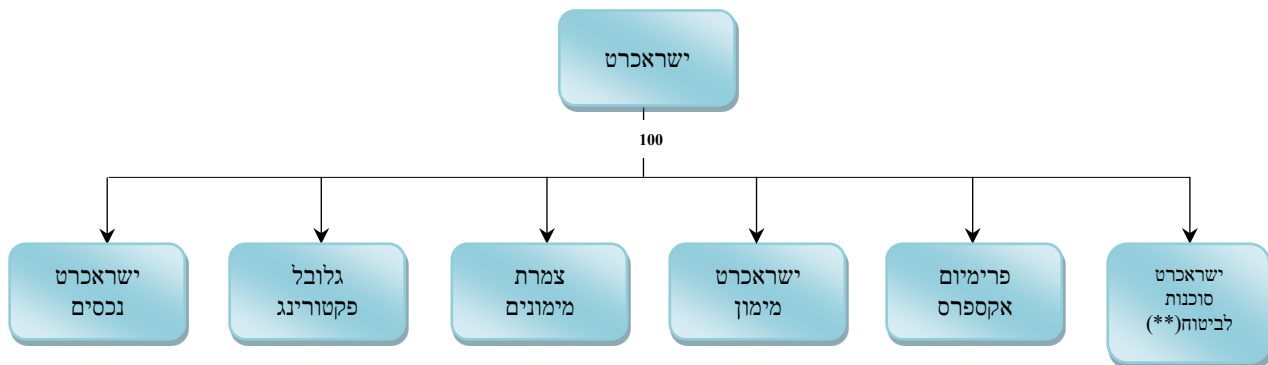 ישראכרט
100
ישראכרט
סוכנות
לביטוח(**)
פרימיום
אקספרס
ישראכרט
מימון
צמרת
מימונים
גלובל
פקטורינג
ישראכרט
נכסים